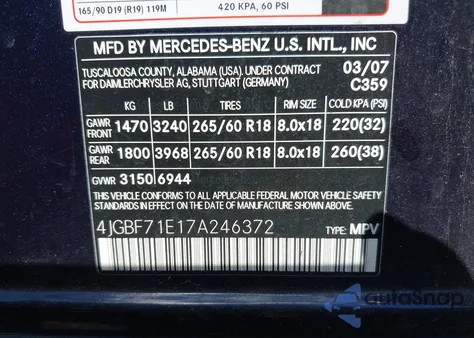 165/90 D19 (R19) 119M 420 KPA, 60 PSI
MFD BY MERCEDES-BENZ U.S. INTL., INC
TUSCALOOSA COUNTY, ALABAMA (USA). UNDER CONTRACT 03/07
FOR DAIMLERCHRYSLER AG, STUTTGART (GERMANY) C359
KG LB TIRES RIM SIZE COLD KPA (PSI)
GAWR FRONT 1470 3240 265/60 R18 8.0x18 220(32)
GAWR REAR 1800 3968 265/60 R18 8.0x18 260(38)
GVWR 3150 6944
THIS VEHICLE CONFORMS TO ALL APPLICABLE FEDERAL MOTOR VEHICLE
SAFETY STANDARDS IN EFFECT ON THE DATE OF MANUFACTURE SHOWN ABOVE.
4JGBF71E17A246372 TYPE: MPV
autoSnap